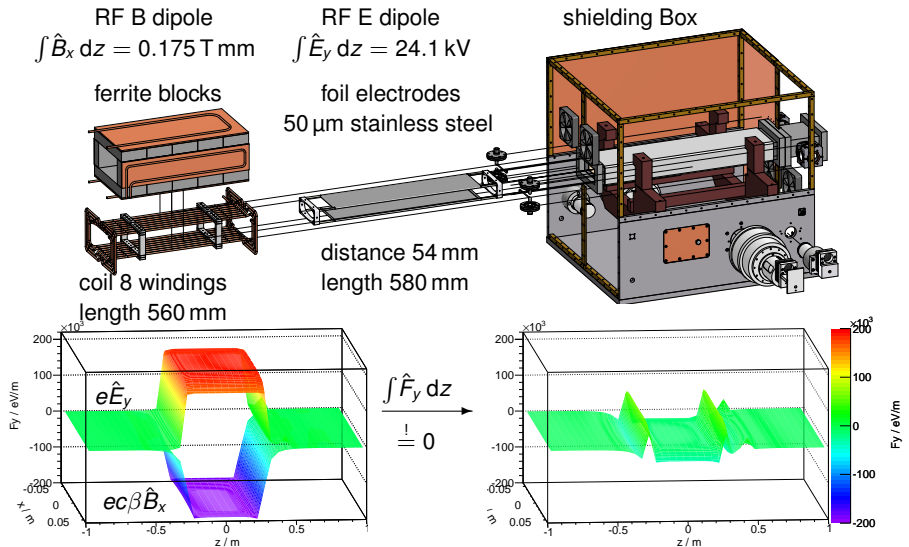 RF B dipole
∫B̂ₓ dz = 0.175 T mm
RF E dipole
∫Êy dz = 24.1 kV
shielding Box
ferrite blocks
foil electrodes
50 µm stainless steel
distance 54 mm
length 580 mm
coil 8 windings
length 560 mm
×10³
200
100
0
-100
-200
Fy / eV/m
eÊy
ecβB̂ₓ
-0.05
0
0.05
x / m
-1
-0.5
0
0.5
1
z / m
∫F̂y dz
!
= 0
×10³
200
100
0
-100
-200
-0.05
0
0.05
-1
-0.5
0
0.5
1
z / m
×10³
200
100
0
-100
-200
Fy / eV/m